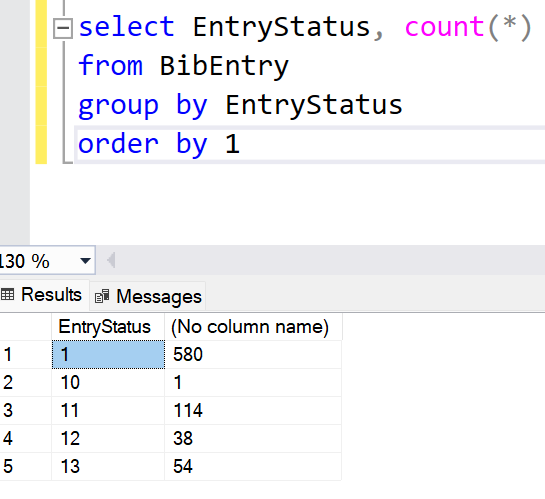 select EntryStatus, count(*)
from BibEntry
group by EntryStatus
order by 1
130 %
Results Messages
EntryStatus (No column name)
1 1 580
2 10 1
3 11 114
4 12 38
5 13 54